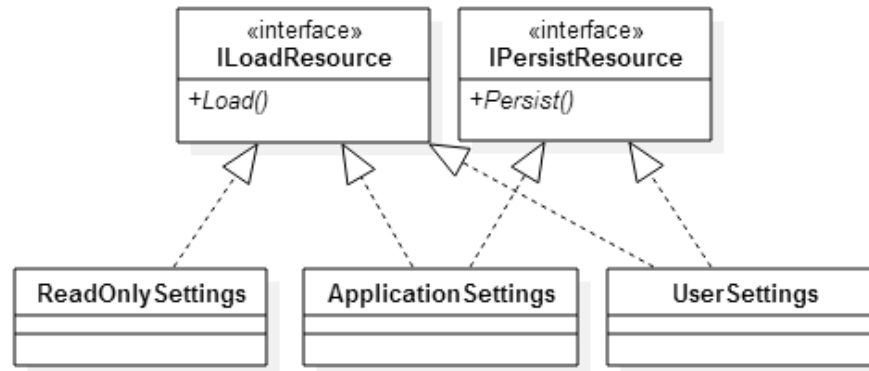 «interface»
ILoadResource
+Load()
«interface»
IPersistResource
+Persist()
ReadOnlySettings
ApplicationSettings
UserSettings